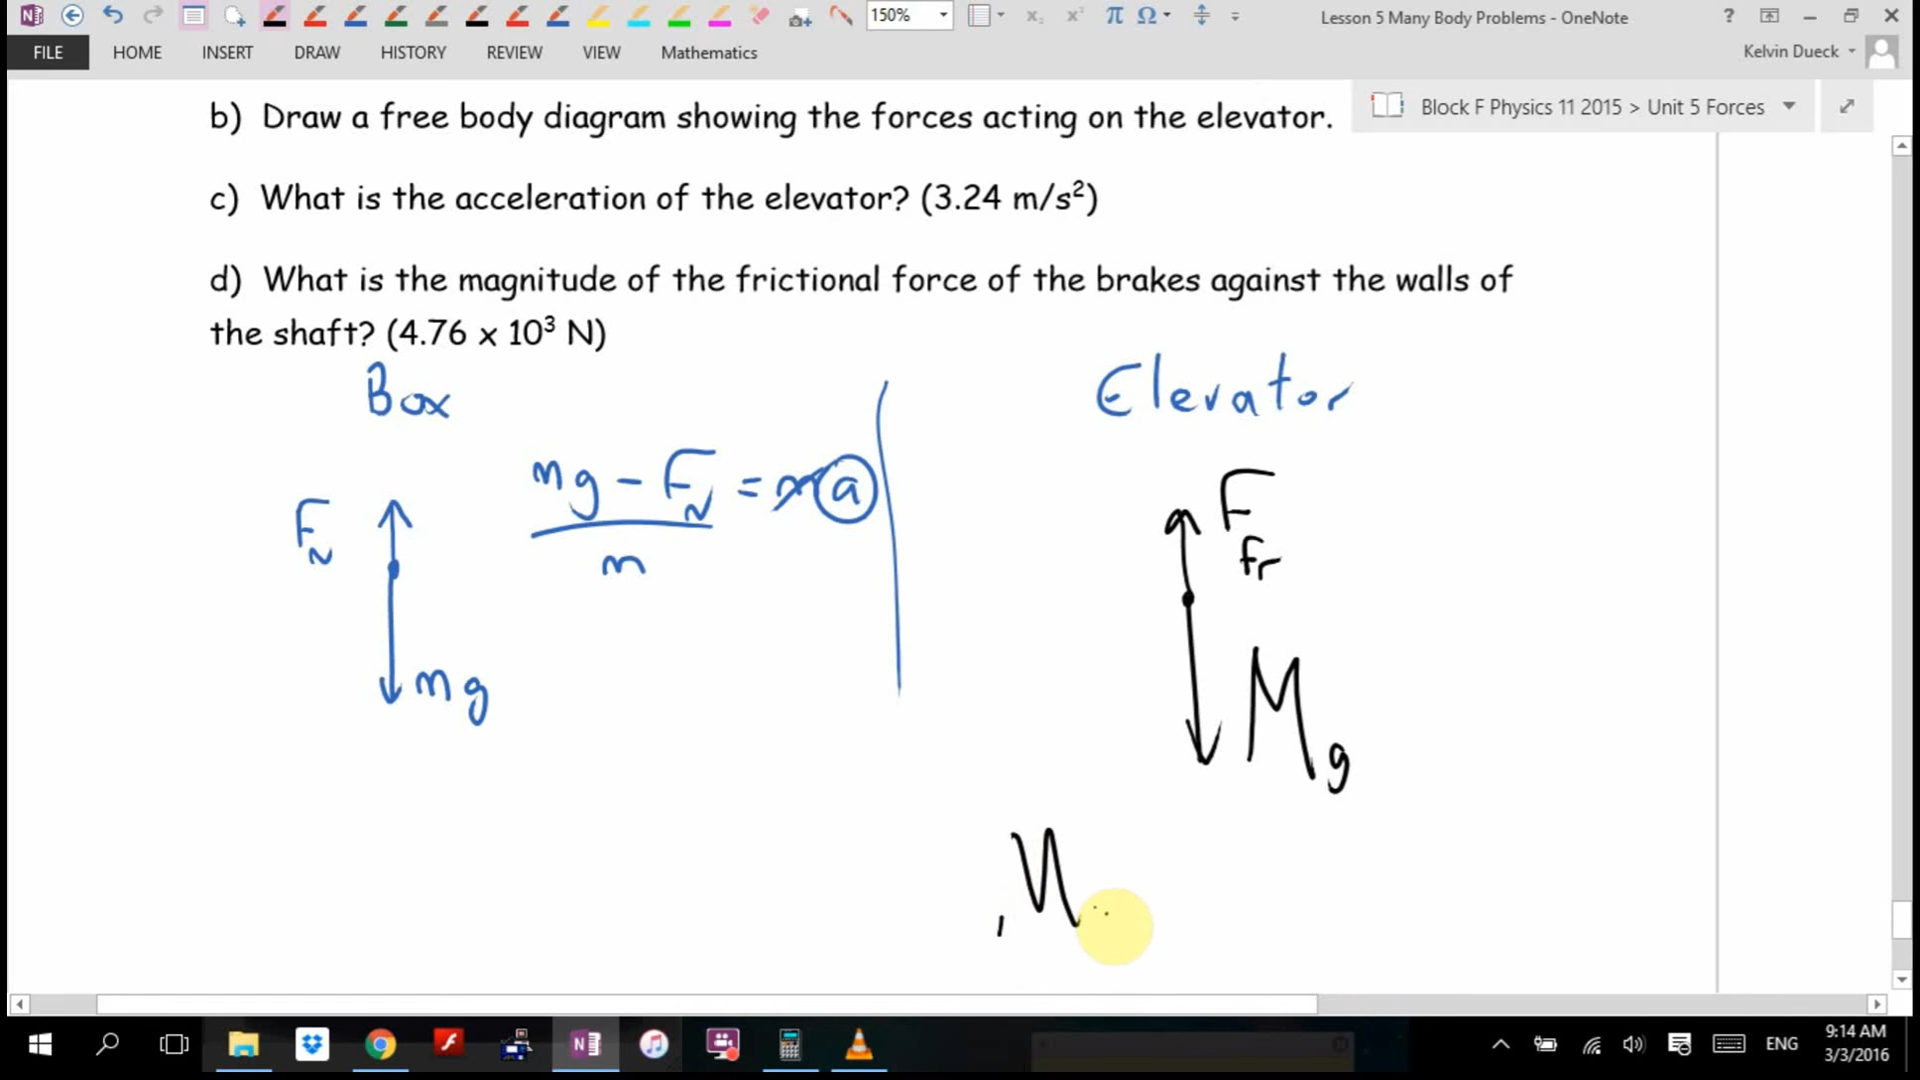 150%
Lesson 5 Many Body Problems - OneNote
?
FILE HOME INSERT DRAW HISTORY REVIEW VIEW Mathematics
Kelvin Dueck
Block F Physics 11 2015 > Unit 5 Forces
b) Draw a free body diagram showing the forces acting on the elevator.
c) What is the acceleration of the elevator? (3.24 m/s²)
d) What is the magnitude of the frictional force of the brakes against the walls of
the shaft? (4.76 x 10³ N)
Box
Elevator
mg - F_N = ma
m
F_N
mg
F_fr
Mg
M
ENG
9:14 AM
3/3/2016